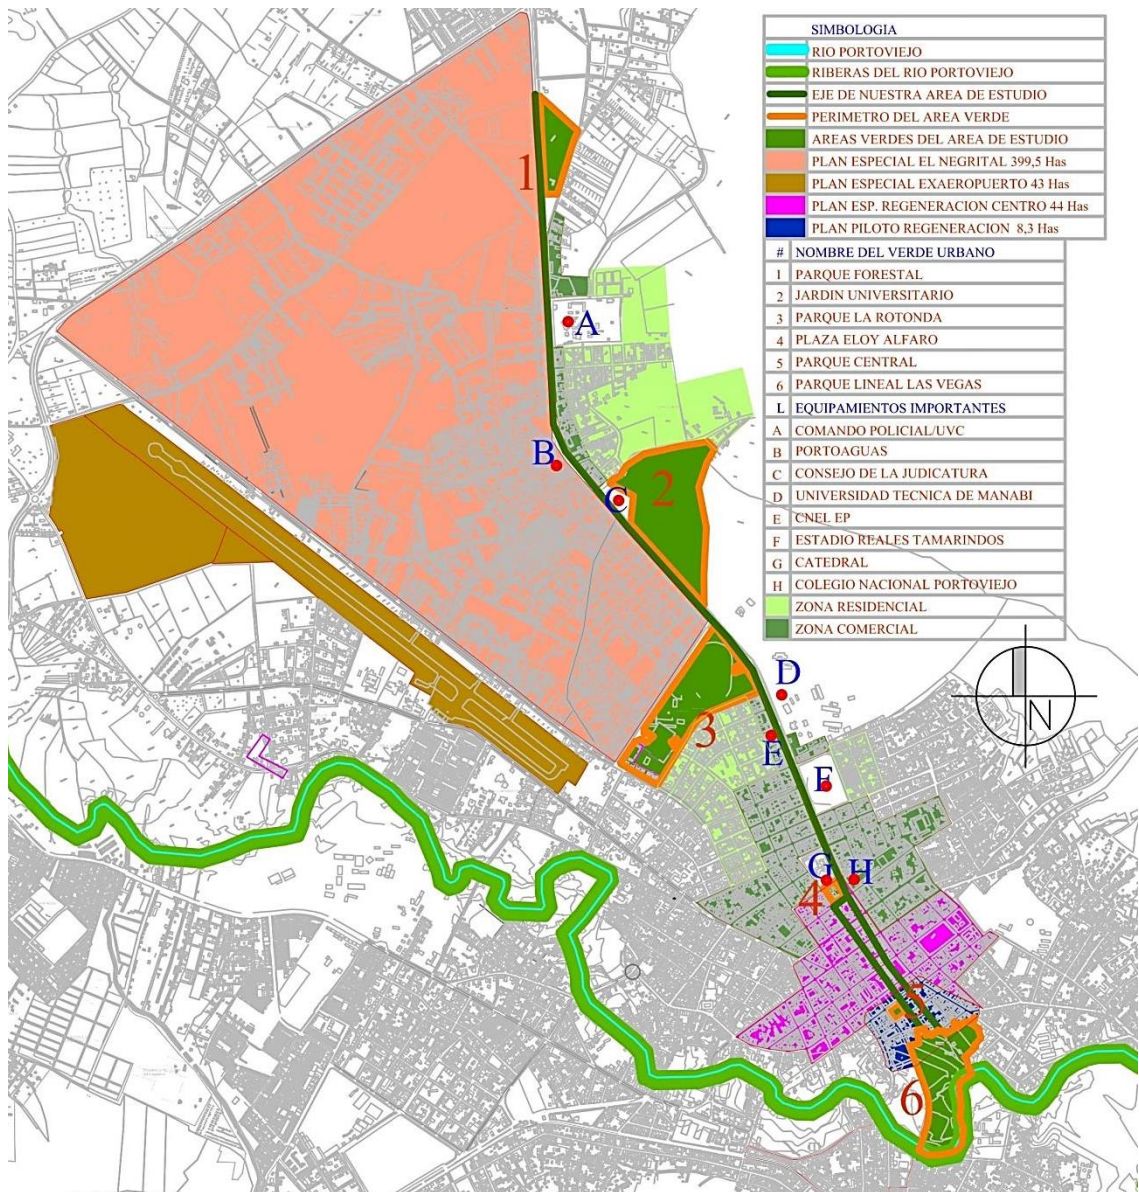 SIMBOLOGIA
RIO PORTOVIEJO
RIBERAS DEL RIO PORTOVIEJO
EJE DE NUESTRA AREA DE ESTUDIO
PERIMETRO DEL AREA VERDE
AREAS VERDES DEL AREA DE ESTUDIO
PLAN ESPECIAL EL NEGRITAL 399,5 Has
PLAN ESPECIAL EXAEROPUERTO 43 Has
PLAN ESP. REGENERACION CENTRO 44 Has
PLAN PILOTO REGENERACION 8,3 Has
# NOMBRE DEL VERDE URBANO
1 PARQUE FORESTAL
2 JARDIN UNIVERSITARIO
3 PARQUE LA ROTONDA
4 PLAZA ELOY ALFARO
5 PARQUE CENTRAL
6 PARQUE LINEAL LAS VEGAS
L EQUIPAMIENTOS IMPORTANTES
A COMANDO POLICIAL/UVC
B PORTOAGUAS
C CONSEJO DE LA JUDICATURA
D UNIVERSIDAD TECNICA DE MANABI
E CNEL EP
F ESTADIO REALES TAMARINDOS
G CATEDRAL
H COLEGIO NACIONAL PORTOVIEJO
ZONA RESIDENCIAL
ZONA COMERCIAL
1
A
B
2
C
D
N
3
E
F
G H
4
5
6